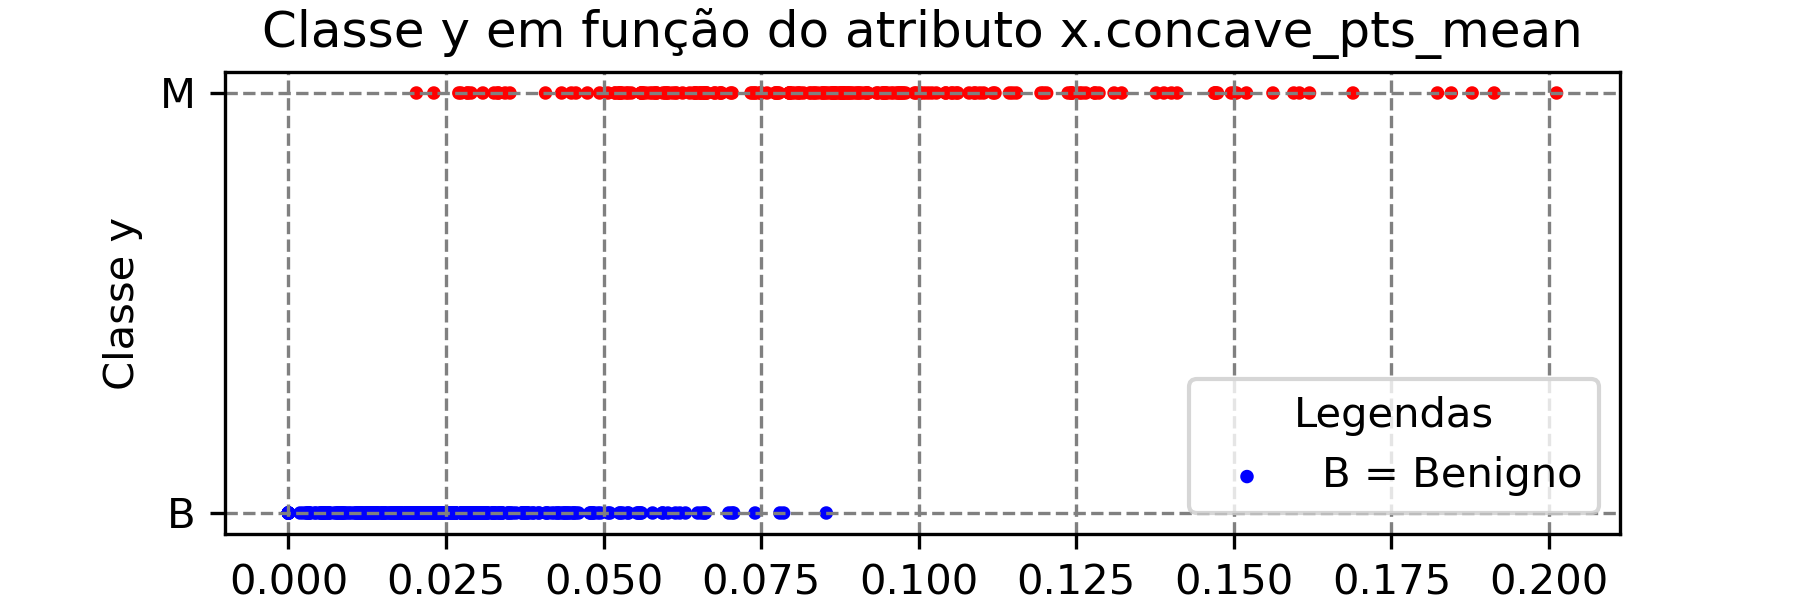 Classe y em função do atributo x.concave_pts_mean
M
Classe y
B
Legendas
B = Benigno
0.000 0.025 0.050 0.075 0.100 0.125 0.150 0.175 0.200